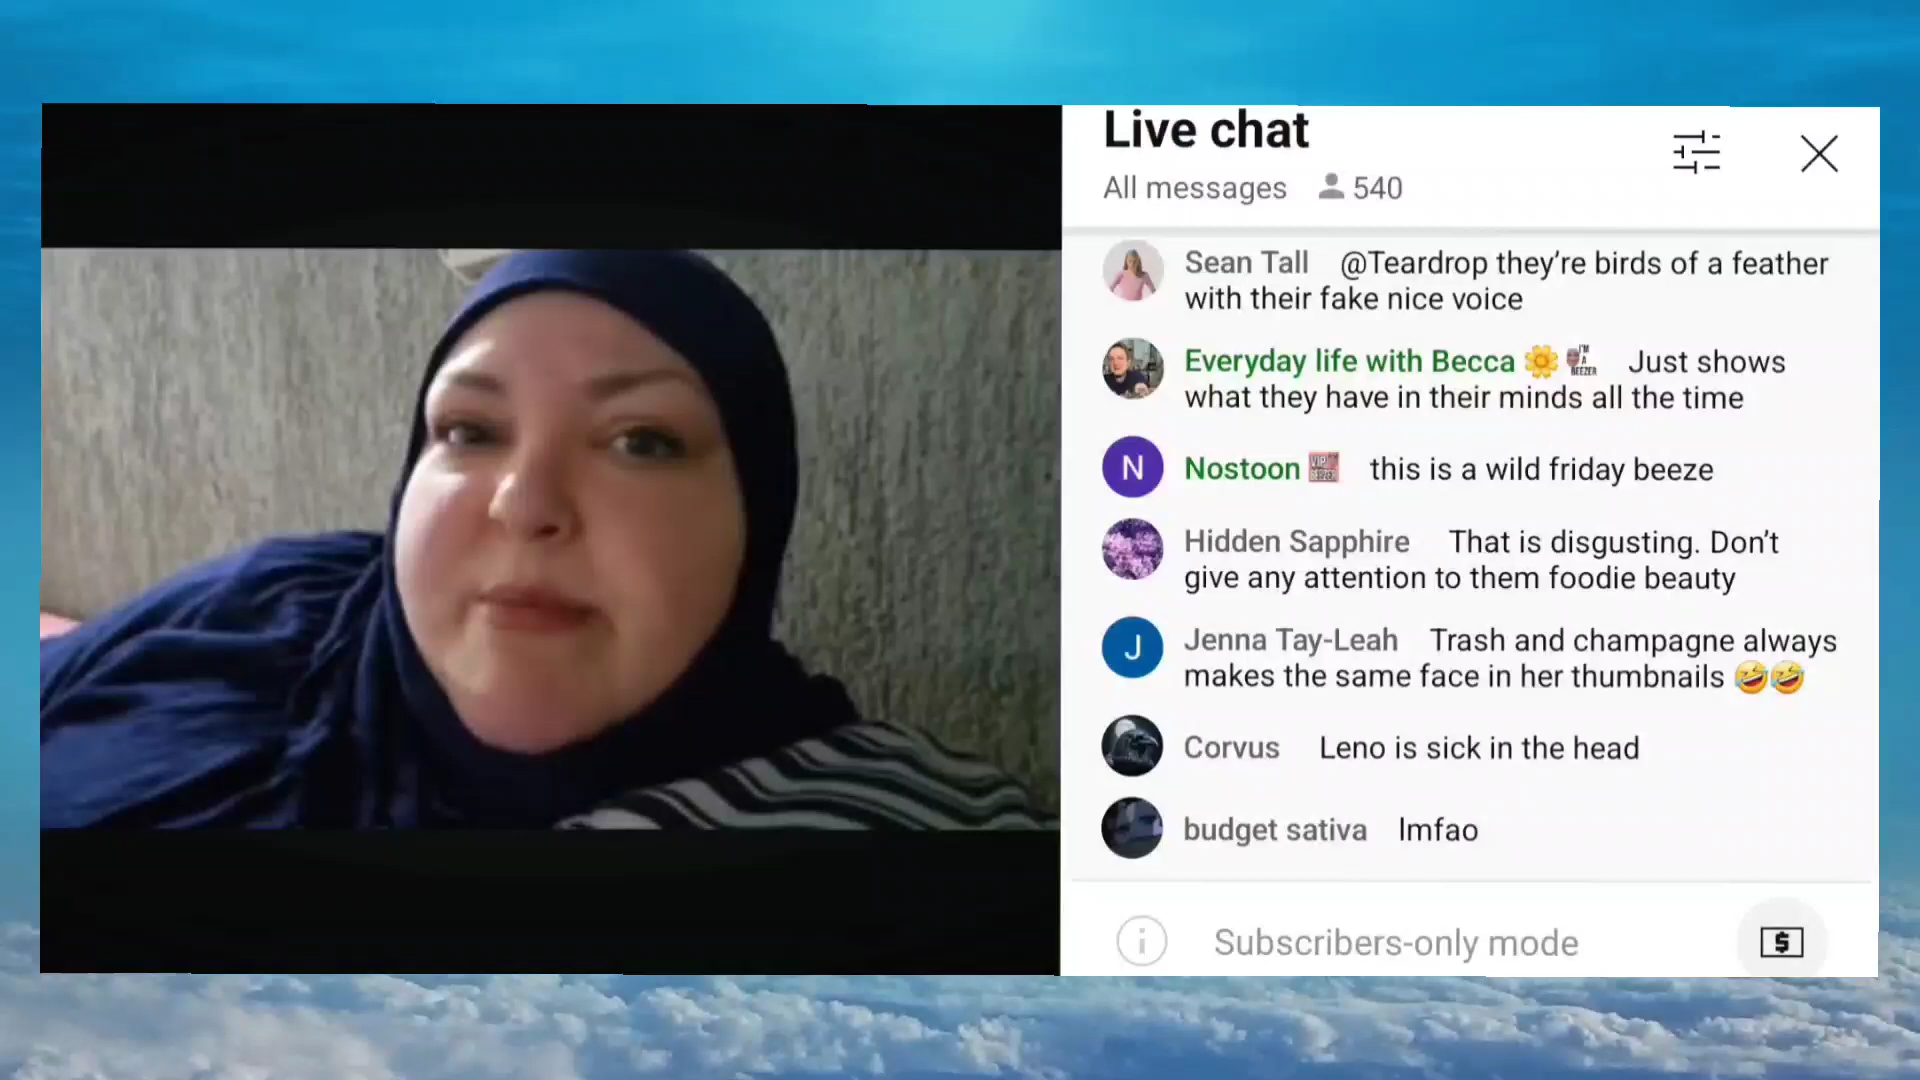 Live chat
All messages 540
Sean Tall @Teardrop they're birds of a feather
with their fake nice voice
Everyday life with Becca 🌼 I'M A BEEZER Just shows
what they have in their minds all the time
N Nostoon VIP BEEZER this is a wild friday beeze
Hidden Sapphire That is disgusting. Don't
give any attention to them foodie beauty
J Jenna Tay-Leah Trash and champagne always
makes the same face in her thumbnails 🤣🤣
Corvus Leno is sick in the head
budget sativa lmfao
Subscribers-only mode